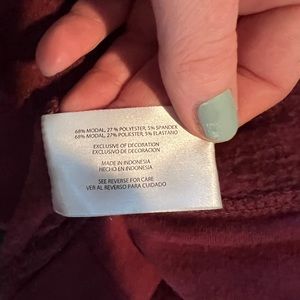 68% MODAL, 27 % POLYESTER, 5% SPANDEX
68% MODAL, 27% POLIESTER, 5% ELASTANO
EXCLUSIVE OF DECORATION
EXCLUSIVO DE DECORACION
MADE IN INDONESIA
HECHO EN INDONESIA
SEE REVERSE FOR CARE
VER AL REVERSO PARA CUIDADO